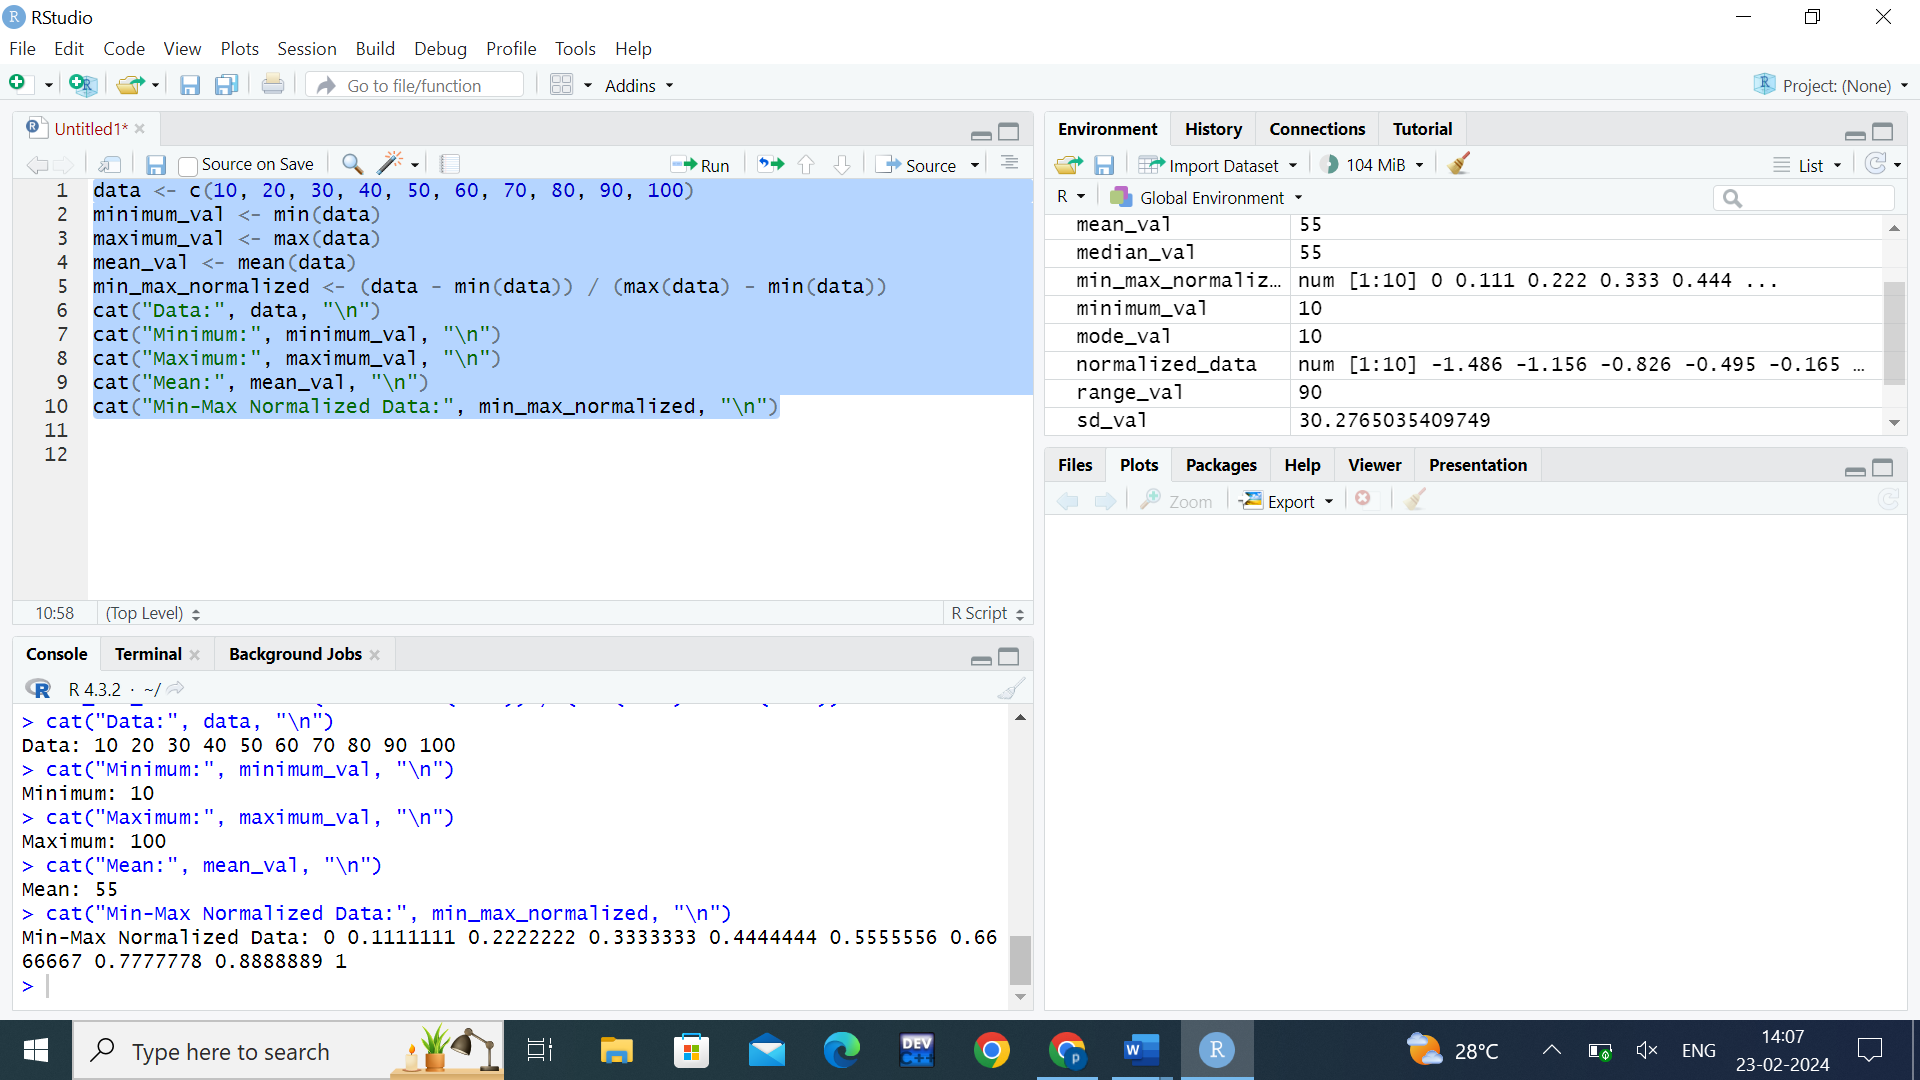 RStudio
File Edit Code View Plots Session Build Debug Profile Tools Help
Go to file/function Addins Project: (None)
Untitled1*
Source on Save Run Source
1 data <- c(10, 20, 30, 40, 50, 60, 70, 80, 90, 100)
2 minimum_val <- min(data)
3 maximum_val <- max(data)
4 mean_val <- mean(data)
5 min_max_normalized <- (data - min(data)) / (max(data) - min(data))
6 cat("Data:", data, "\n")
7 cat("Minimum:", minimum_val, "\n")
8 cat("Maximum:", maximum_val, "\n")
9 cat("Mean:", mean_val, "\n")
10 cat("Min-Max Normalized Data:", min_max_normalized, "\n")
11
12
10:58 (Top Level) R Script
Console Terminal Background Jobs
R 4.3.2 · ~/
> cat("Data:", data, "\n")
Data: 10 20 30 40 50 60 70 80 90 100
> cat("Minimum:", minimum_val, "\n")
Minimum: 10
> cat("Maximum:", maximum_val, "\n")
Maximum: 100
> cat("Mean:", mean_val, "\n")
Mean: 55
> cat("Min-Max Normalized Data:", min_max_normalized, "\n")
Min-Max Normalized Data: 0 0.1111111 0.2222222 0.3333333 0.4444444 0.5555556 0.66
66667 0.7777778 0.8888889 1
>
Environment History Connections Tutorial
Import Dataset 104 MiB List
R Global Environment
mean_val 55
median_val 55
min_max_normaliz… num [1:10] 0 0.111 0.222 0.333 0.444 ...
minimum_val 10
mode_val 10
normalized_data num [1:10] -1.486 -1.156 -0.826 -0.495 -0.165 …
range_val 90
sd_val 30.2765035409749
Files Plots Packages Help Viewer Presentation
Zoom Export
Type here to search DEV C++ 28°C ENG 14:07
23-02-2024